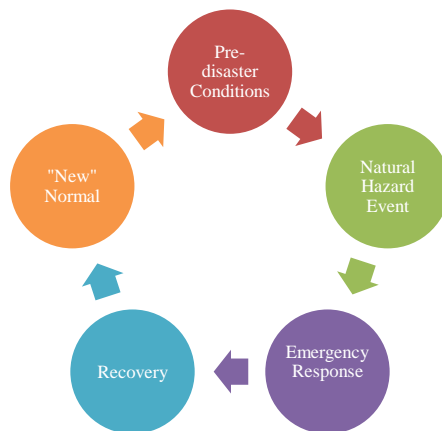 Pre-
disaster
Conditions
Natural
Hazard
Event
Emergency
Response
Recovery
"New"
Normal